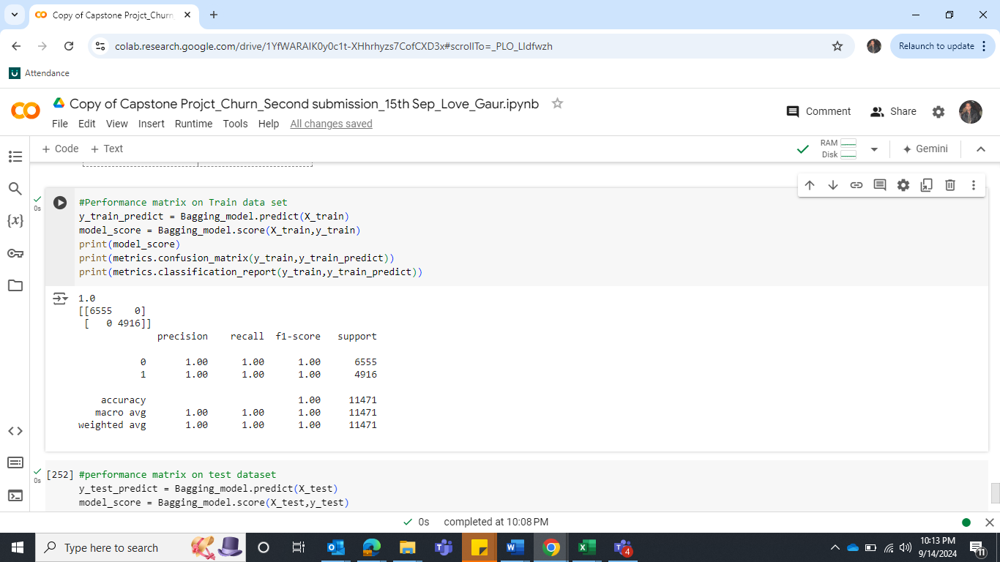 Copy of Capstone Projct_Churn
colab.research.google.com/drive/1YfWARAIK0y0c1t-XHhrhyzs7CofCXD3x#scrollTo=_PLO_LIdfwzh
Relaunch to update
Attendance
Copy of Capstone Projct_Churn_Second submission_15th Sep_Love_Gaur.ipynb
Comment
Share
File Edit View Insert Runtime Tools Help All changes saved
+ Code + Text
RAM
Disk
Gemini
0s
#Performance matrix on Train data set
y_train_predict = Bagging_model.predict(X_train)
model_score = Bagging_model.score(X_train,y_train)
print(model_score)
print(metrics.confusion_matrix(y_train,y_train_predict))
print(metrics.classification_report(y_train,y_train_predict))
{x}
1.0
[[6555    0]
 [   0 4916]]
precision recall f1-score support
0 1.00 1.00 1.00 6555
1 1.00 1.00 1.00 4916
accuracy 1.00 11471
macro avg 1.00 1.00 1.00 11471
weighted avg 1.00 1.00 1.00 11471
0s
[252] #performance matrix on test dataset
y_test_predict = Bagging_model.predict(X_test)
model_score = Bagging_model.score(X_test,y_test)
0s completed at 10:08 PM
Type here to search
4
10:13 PM
9/14/2024
11